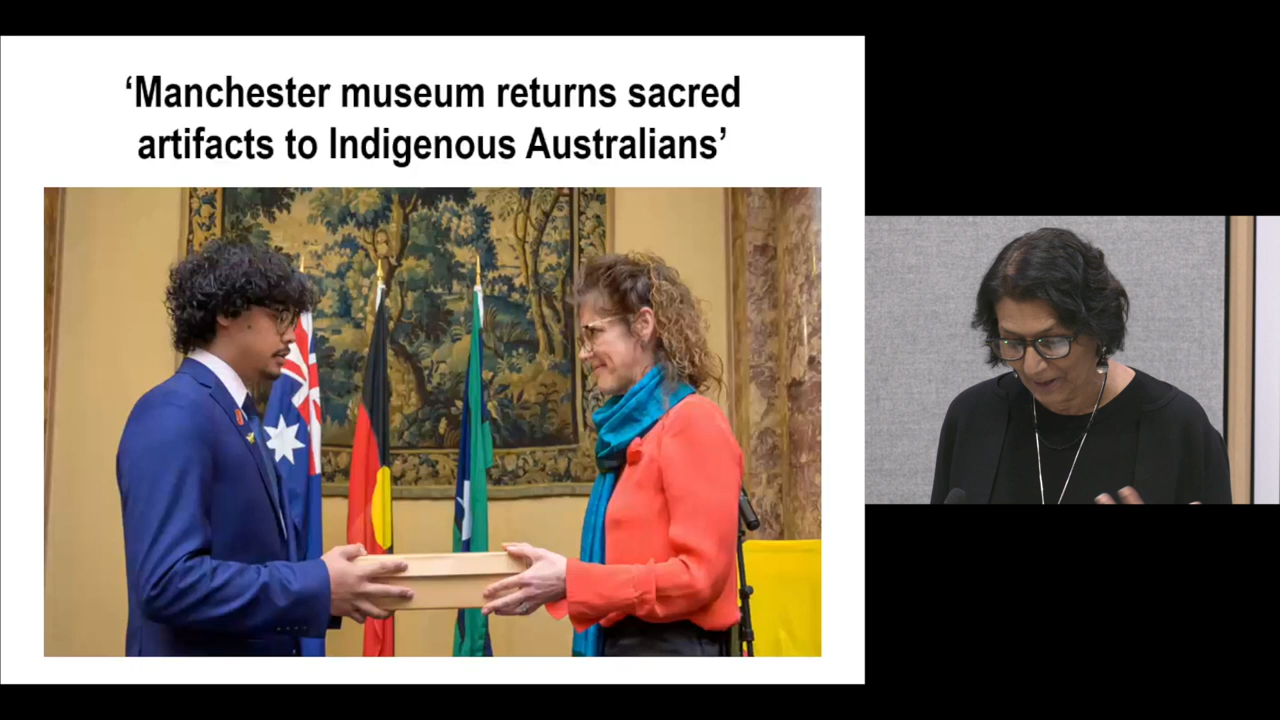 ‘Manchester museum returns sacred
artifacts to Indigenous Australians’